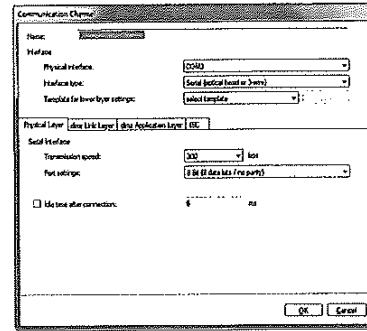 Communication Channel
Name:
Interface
Physical interface: COM3
Interface type: Serial (optical head or 3-wire)
Template for lower layer settings: select template
Physical Layer dlms Link Layer dlms Application Layer
Serial interface
Transmission speed: 300
Port settings: 8 Bit (8 data bits / no parity)
Idle time after connection:
OK Cancel